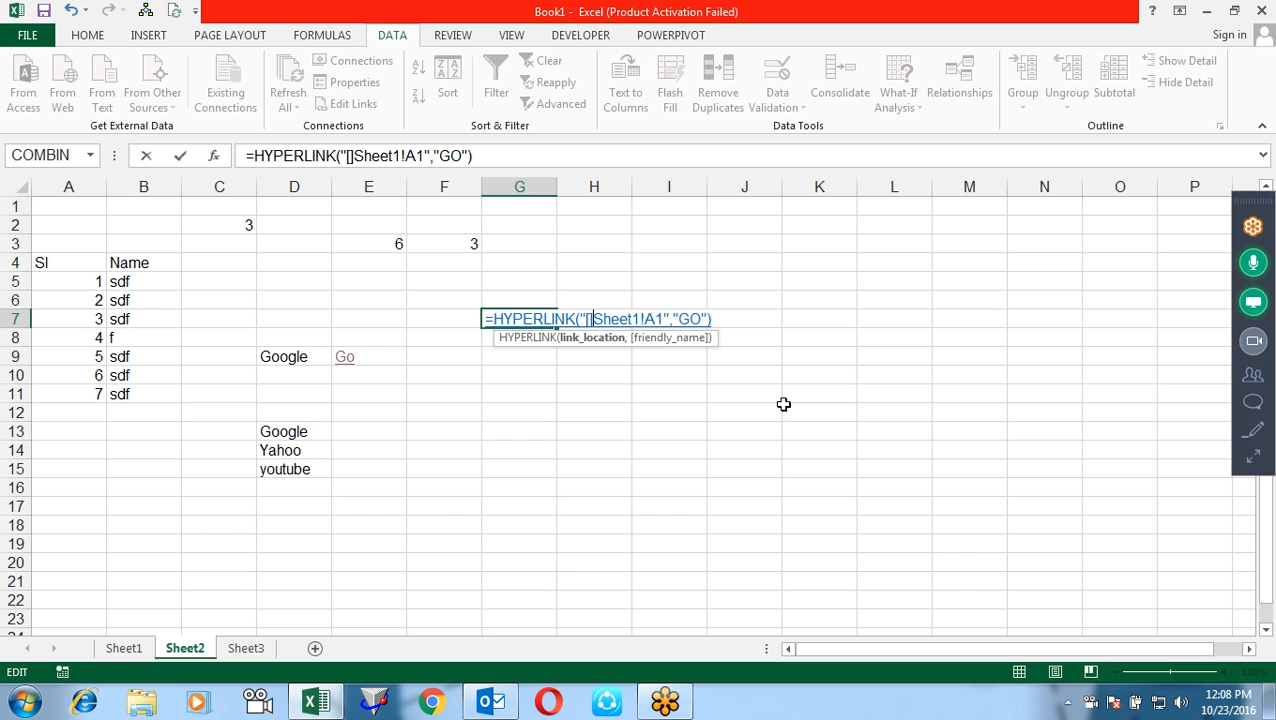 Book1 - Excel (Product Activation Failed)
FILE HOME INSERT PAGE LAYOUT FORMULAS DATA REVIEW VIEW DEVELOPER POWERPIVOT Sign in
From Access
From Web
From Text
From Other Sources
Existing Connections
Get External Data
Refresh All
Connections
Properties
Edit Links
Connections
Sort
Filter
Clear
Reapply
Advanced
Sort & Filter
Text to Columns
Flash Fill
Remove Duplicates
Data Validation
Consolidate
What-If Analysis
Relationships
Data Tools
Group
Ungroup
Subtotal
Show Detail
Hide Detail
Outline
COMBIN =HYPERLINK("[]Sheet1!A1","GO")
A B C D E F G H I J K L M N O P
1
2 3
3 6 3
4 Sl Name
5 1 sdf
6 2 sdf
7 3 sdf =HYPERLINK("[]Sheet1!A1","GO")
8 4 f HYPERLINK(link_location, [friendly_name])
9 5 sdf Google Go
10 6 sdf
11 7 sdf
12
13 Google
14 Yahoo
15 youtube
16
17
18
19
20
21
22
23
24
Sheet1 Sheet2 Sheet3
EDIT 100%
12:08 PM
10/23/2016